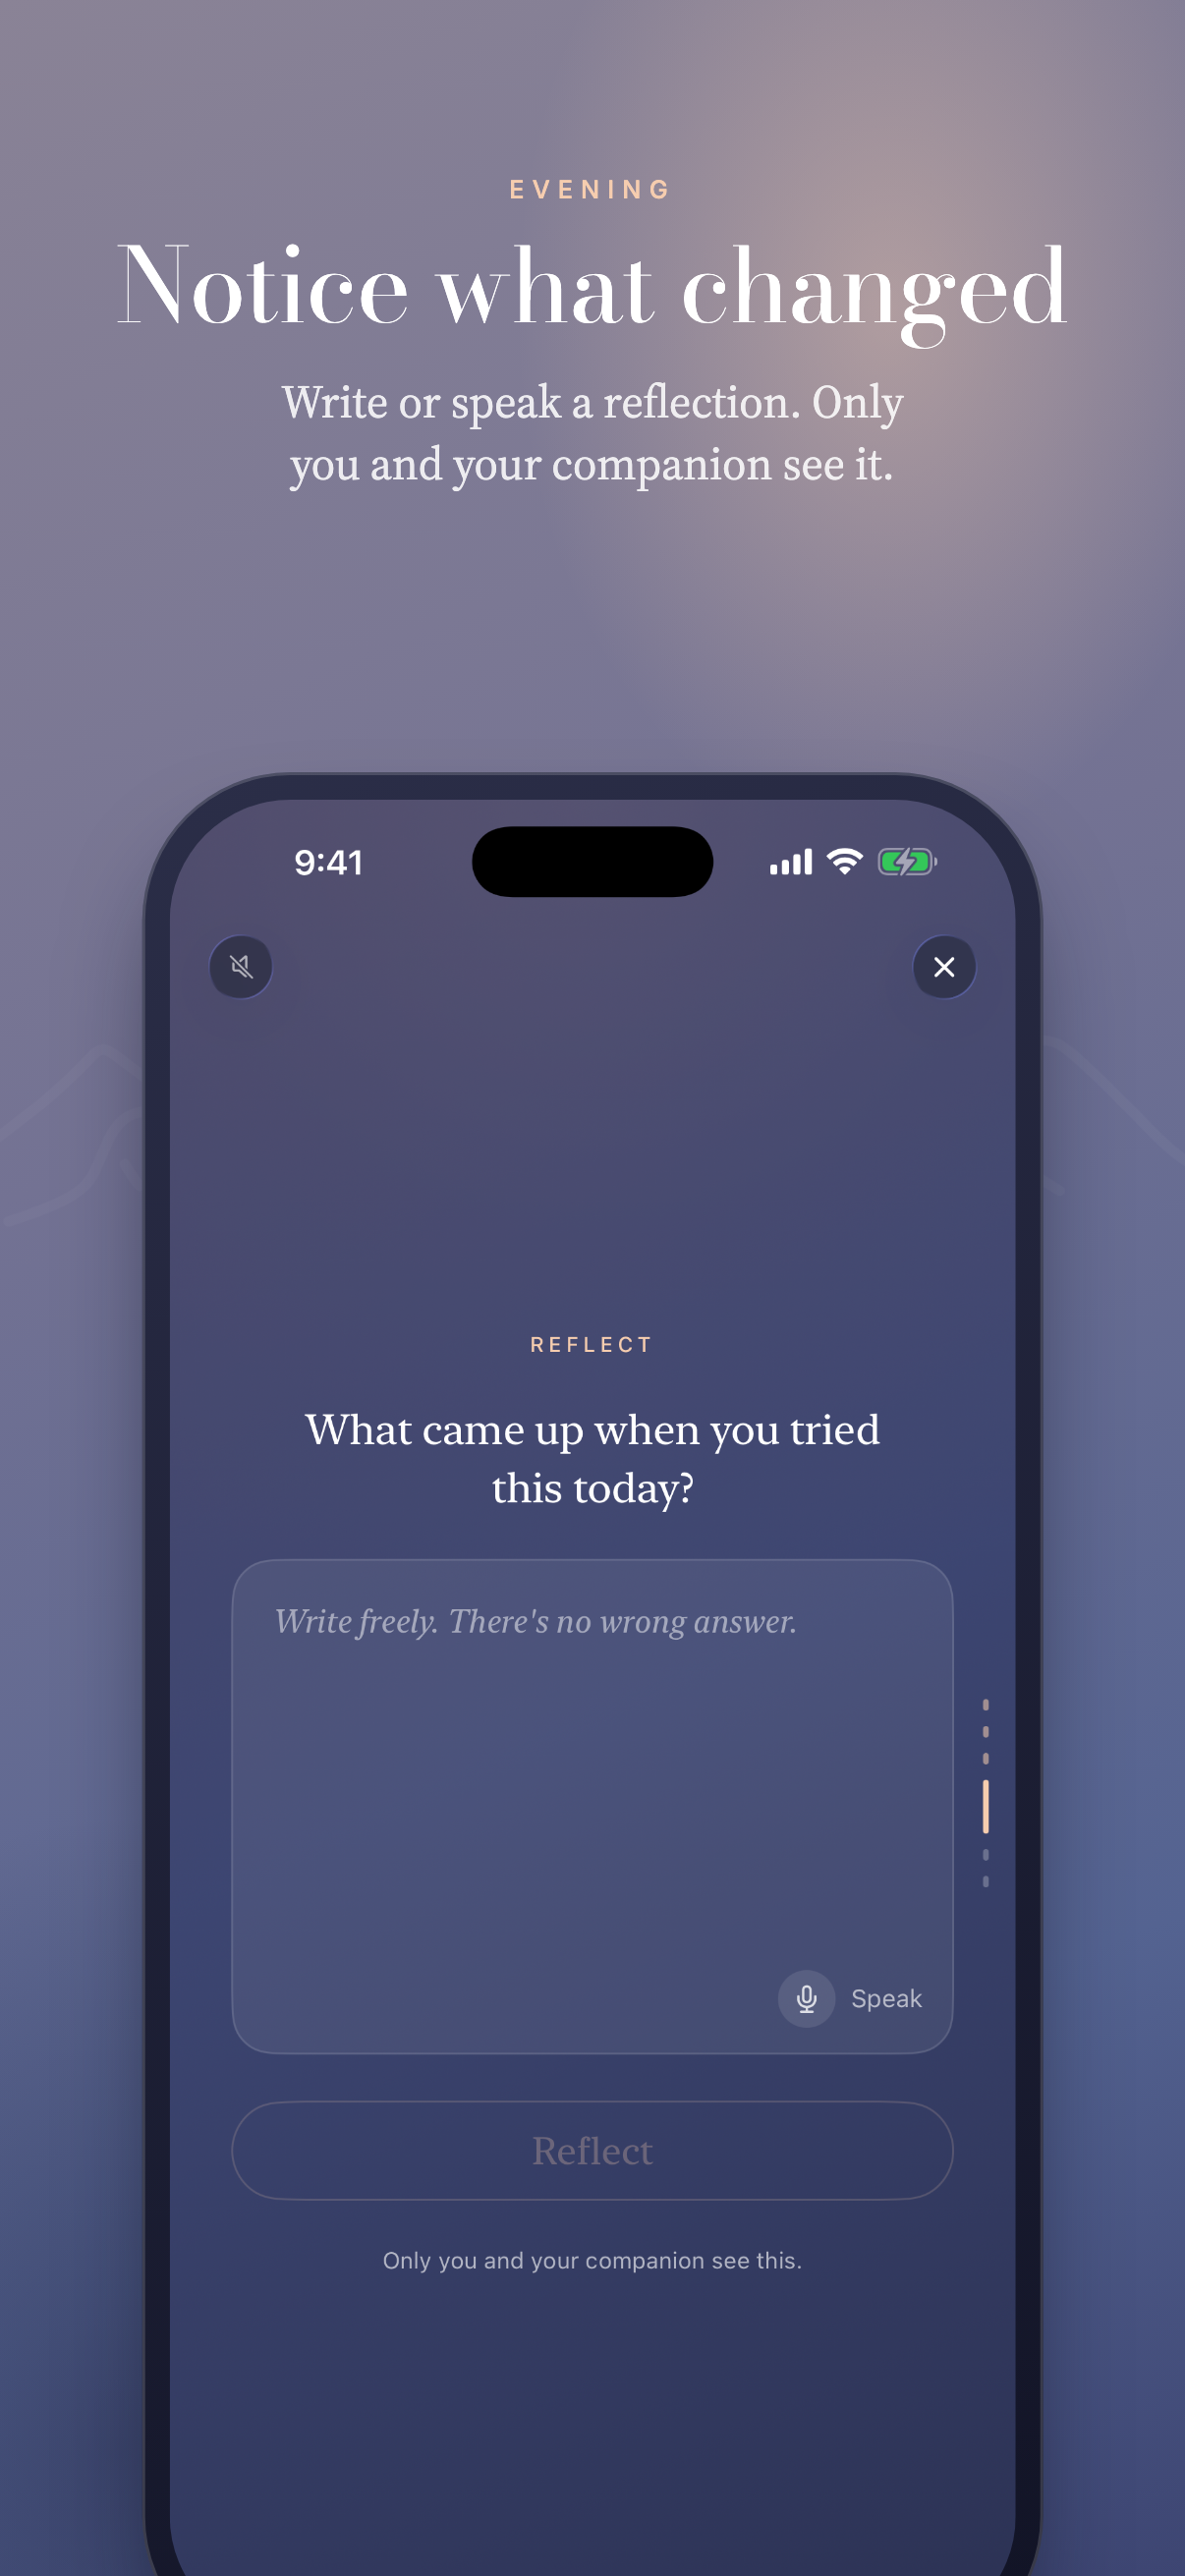 EVENING
Notice what changed
Write or speak a reflection. Only
you and your companion see it.
9:41
REFLECT
What came up when you tried
this today?
Write freely. There's no wrong answer.
Speak
Reflect
Only you and your companion see this.